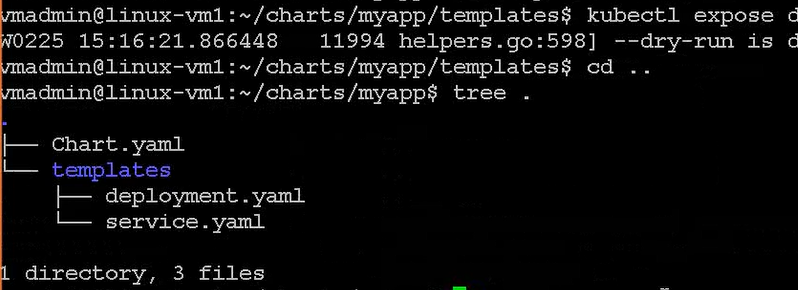 vmadmin@linux-vm1:~/charts/myapp/templates$ kubectl expose d
W0225 15:16:21.866448   11994 helpers.go:598] --dry-run is d
vmadmin@linux-vm1:~/charts/myapp/templates$ cd ..
vmadmin@linux-vm1:~/charts/myapp$ tree .
.
├── Chart.yaml
└── templates
    ├── deployment.yaml
    └── service.yaml
1 directory, 3 files